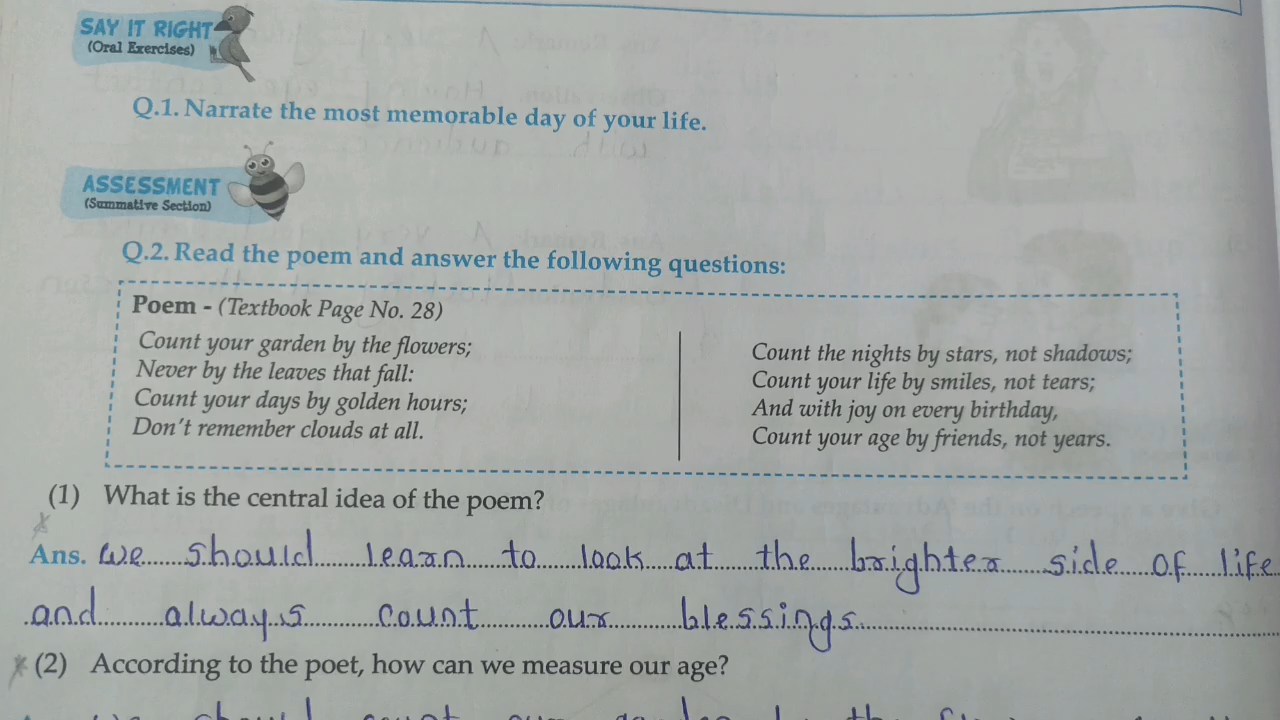 SAY IT RIGHT
(Oral Exercises)
Q.1. Narrate the most memorable day of your life.
ASSESSMENT
(Summative Section)
Q.2. Read the poem and answer the following questions:
Poem - (Textbook Page No. 28)
Count your garden by the flowers;
Never by the leaves that fall:
Count your days by golden hours;
Don't remember clouds at all.
Count the nights by stars, not shadows;
Count your life by smiles, not tears;
And with joy on every birthday,
Count your age by friends, not years.
(1) What is the central idea of the poem?
Ans. We should learn to look at the brighter side of life
and always count our blessings.
(2) According to the poet, how can we measure our age?